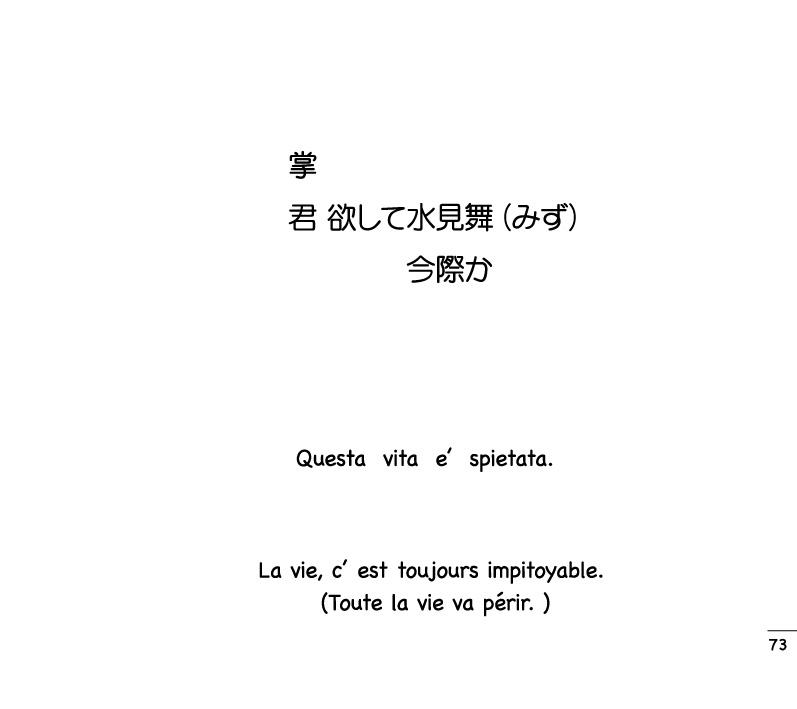 掌
君 欲して水見舞（みず）
今際か
Questa vita e’ spietata.
La vie, c’ est toujours impitoyable.
(Toute la vie va périr. )
73